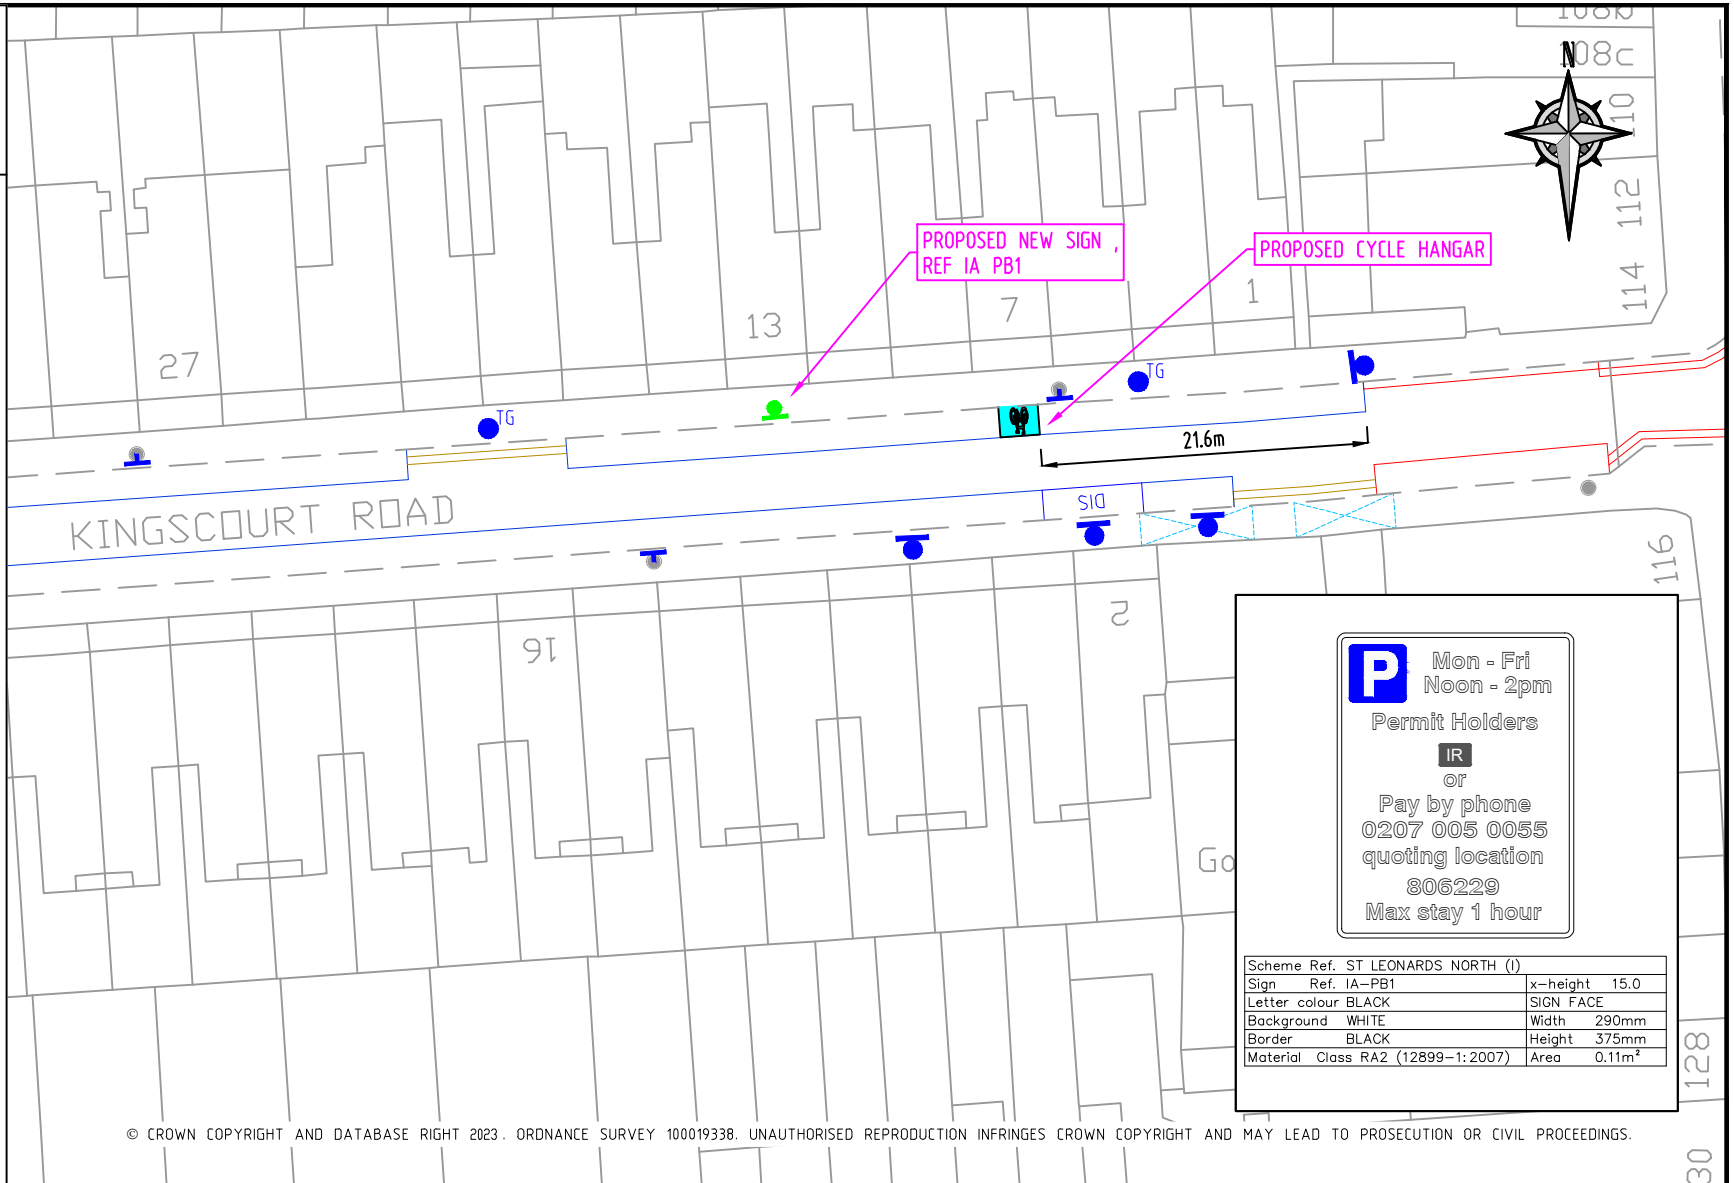 108b
108c
N
110
112
114
PROPOSED NEW SIGN ,
REF IA PB1
PROPOSED CYCLE HANGAR
1
7
13
27
TG
TG
21.6m
KINGSCOURT ROAD
DIS
116
2
16
P
Mon - Fri
Noon - 2pm
Permit Holders
IR
or
Pay by phone
0207 005 0055
quoting location
806229
Max stay 1 hour
Go
Scheme Ref. ST LEONARDS NORTH (I)
Sign Ref. IA-PB1 x-height 15.0
Letter colour BLACK SIGN FACE
Background WHITE Width 290mm
Border BLACK Height 375mm
Material Class RA2 (12899-1:2007) Area 0.11m²
128
© CROWN COPYRIGHT AND DATABASE RIGHT 2023. ORDNANCE SURVEY 100019338. UNAUTHORISED REPRODUCTION INFRINGES CROWN COPYRIGHT AND MAY LEAD TO PROSECUTION OR CIVIL PROCEEDINGS.
30